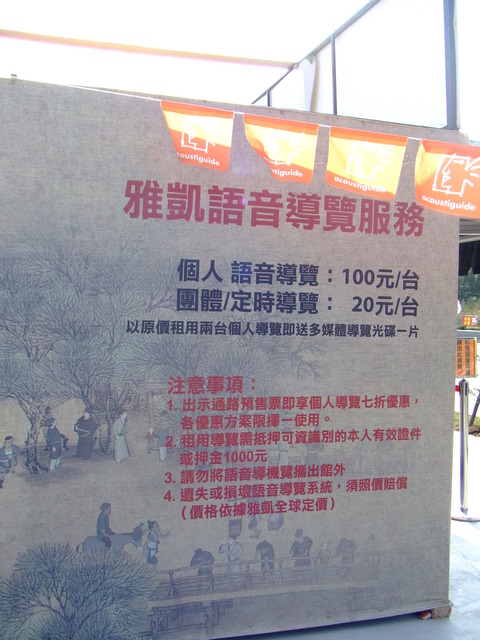 acoustiguide
acoustiguide
acoustiguide
acoustiguide
雅凱語音導覽服務
個人 語音導覽：100元/台
團體/定時導覽： 20元/台
以原價租用兩台個人導覽即送多媒體導覽光碟一片
注意事項：
1. 出示通路預售票即享個人導覽七折優惠，
各優惠方案限擇一使用。
2. 租用導覽需抵押可資識別的本人有效證件
或押金1000元
3. 請勿將語音導機覽攜出館外
4. 遺失或損壞語音導覽系統，須照價賠償
（價格依據雅凱全球定價）